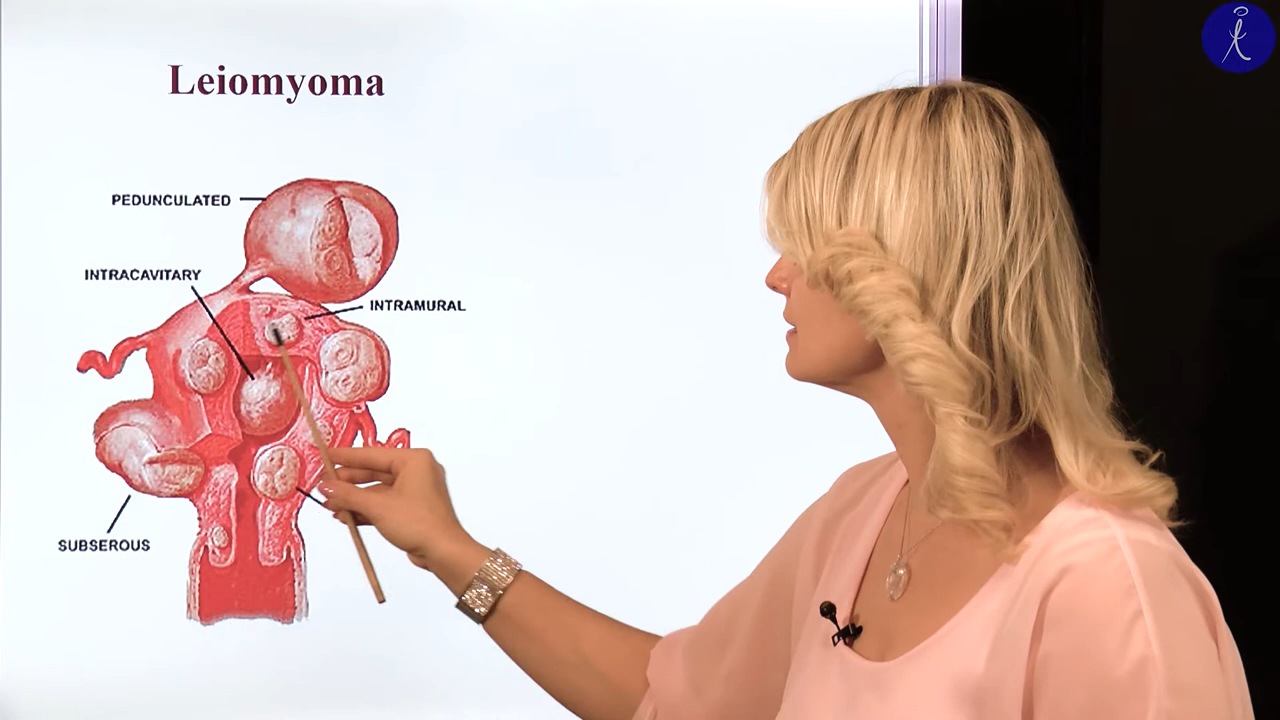 Leiomyoma
PEDUNCULATED
INTRACAVITARY
INTRAMURAL
SUBSEROUS